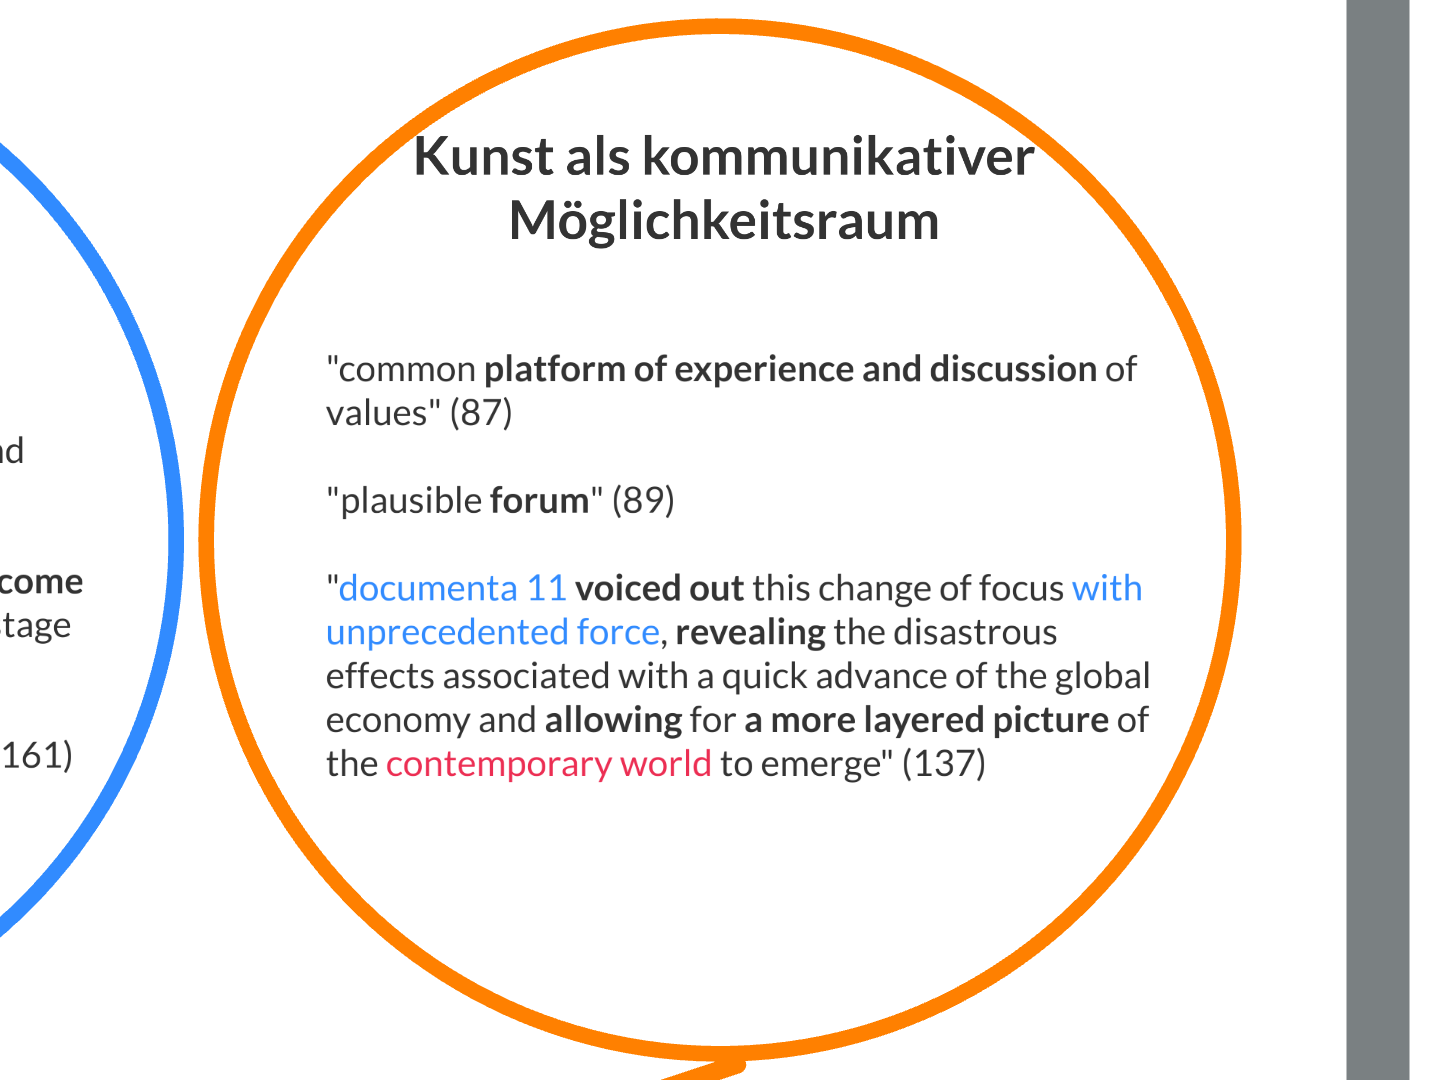 Kunst als kommunikativer
Möglichkeitsraum
"common platform of experience and discussion of
values" (87)
"plausible forum" (89)
"documenta 11 voiced out this change of focus with
unprecedented force, revealing the disastrous
effects associated with a quick advance of the global
economy and allowing for a more layered picture of
the contemporary world to emerge" (137)
come
161)